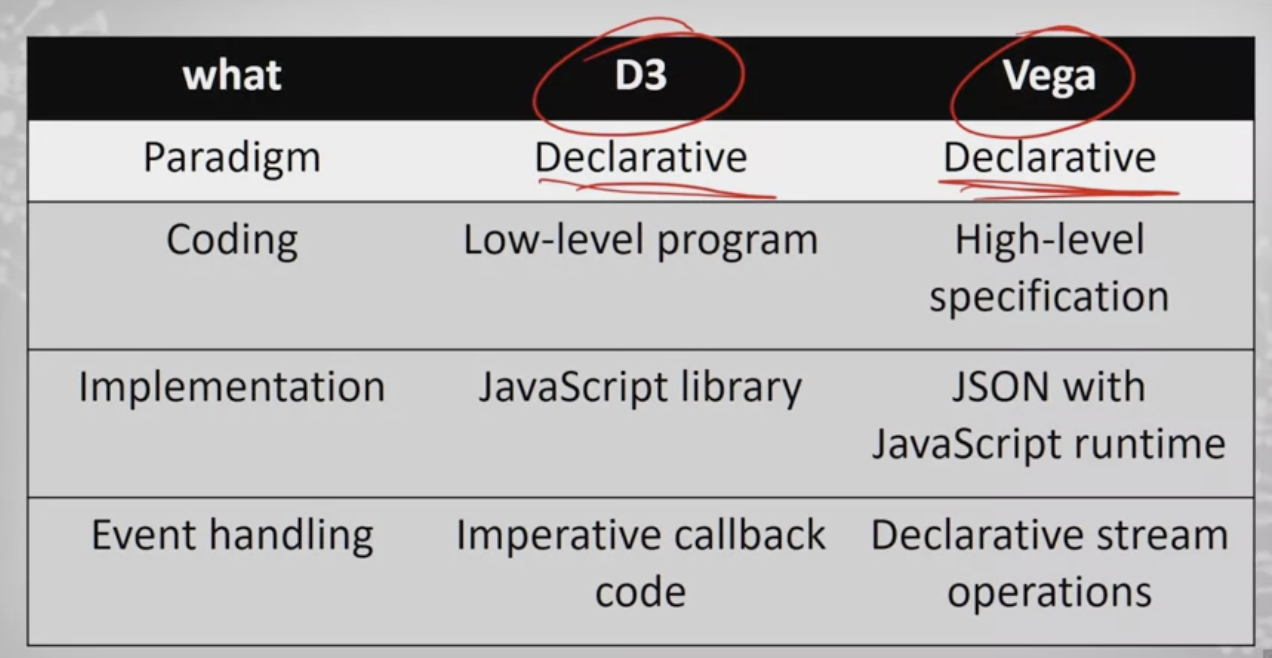 what D3 Vega
Paradigm Declarative Declarative
Coding Low-level program High-level
specification
Implementation JavaScript library JSON with
JavaScript runtime
Event handling Imperative callback Declarative stream
code operations